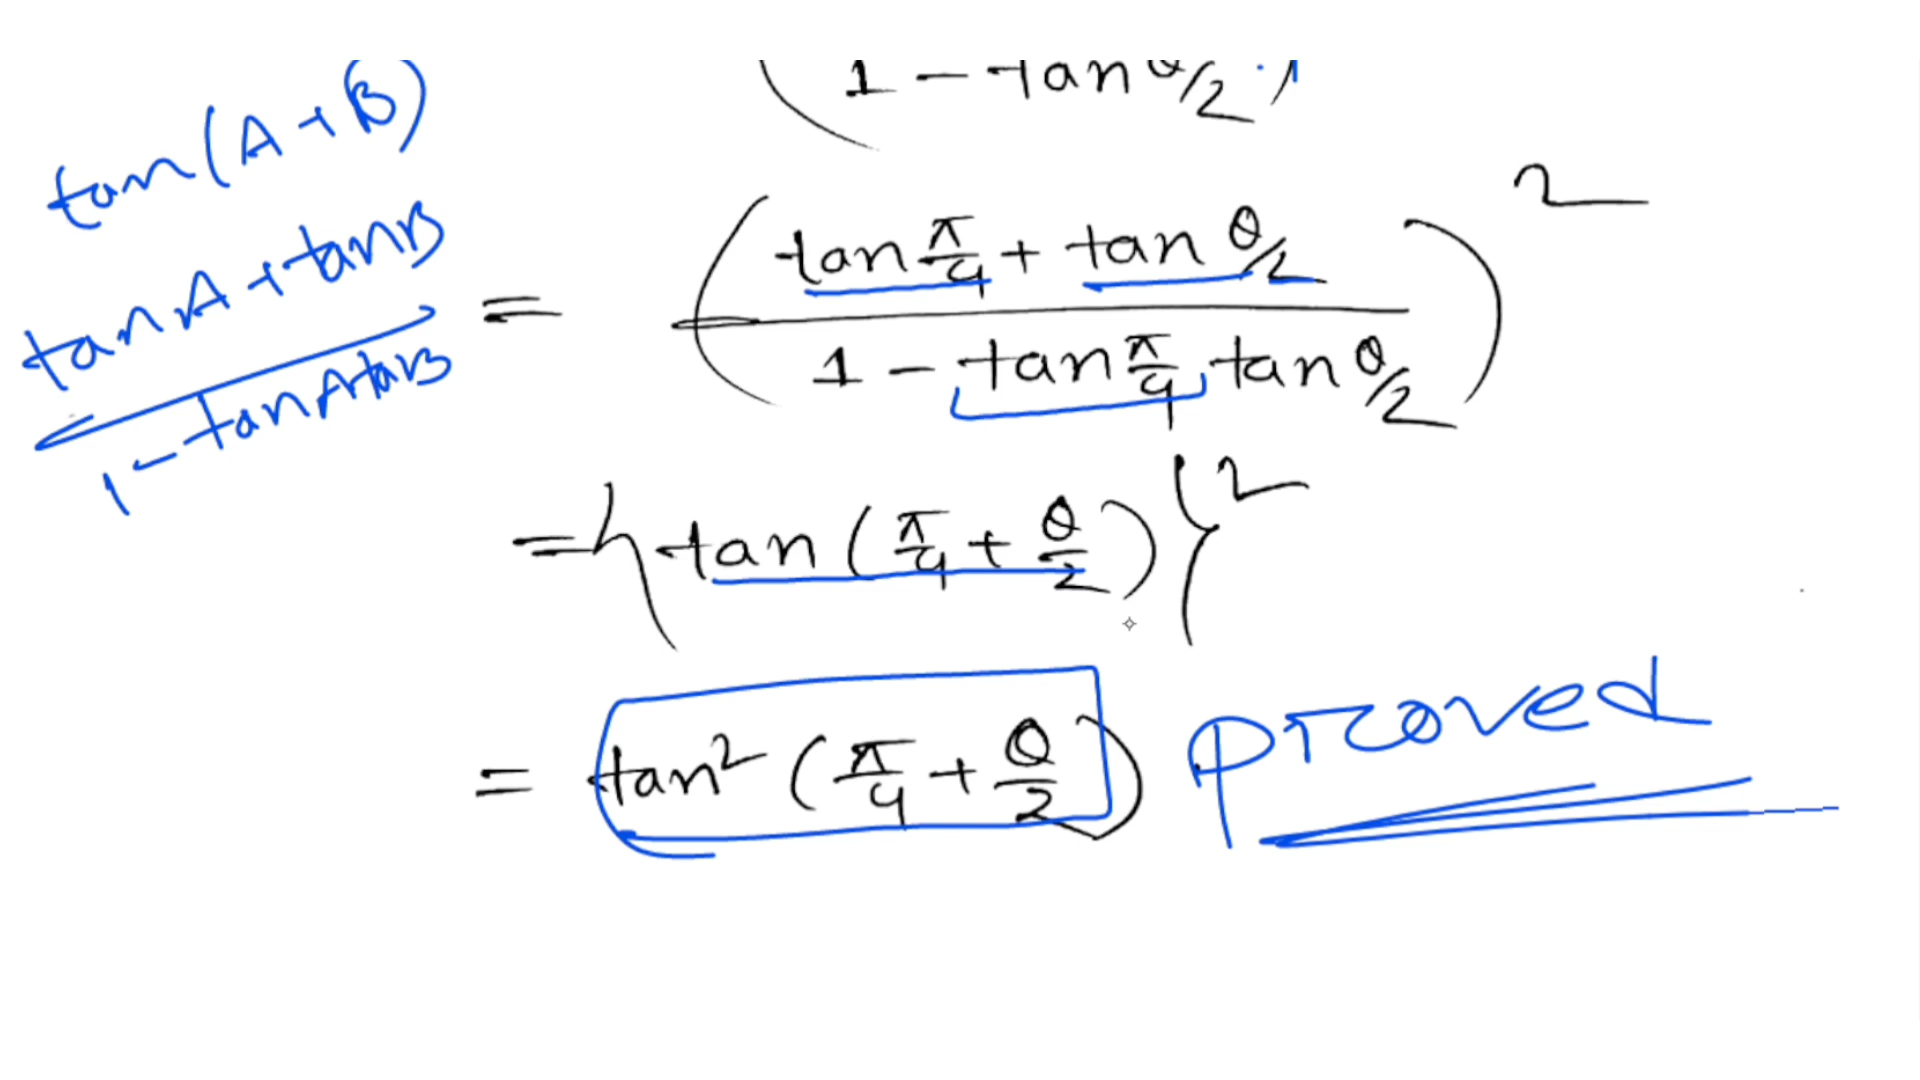 1 - tan θ/2
tan(A+B)
tanA+tanB
1-tanAtanB
= ( tan π/4 + tan θ/2
1 - tan π/4 tan θ/2 )²
= { tan ( π/4 + θ/2 ) }²
= tan² ( π/4 + θ/2 ) proved